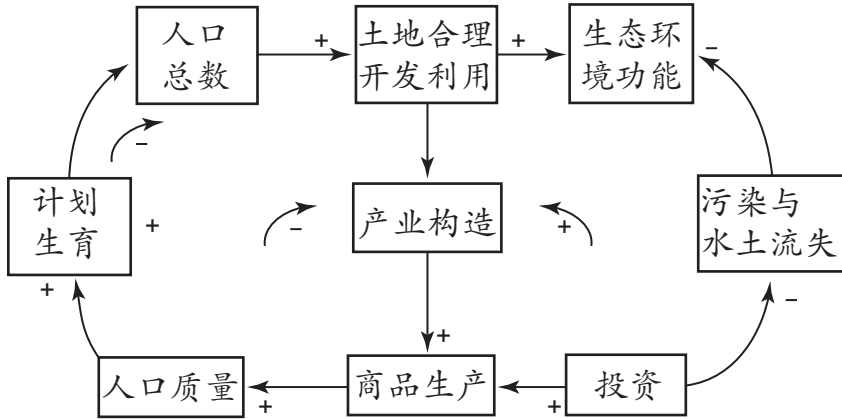 人口
总数
+
土地合理
开发利用
+
生态环
境功能
−
−
计划
生育
+
−
产业构造
+
污染与
水土流失
+
−
+
人口质量
+
商品生产
+
投资